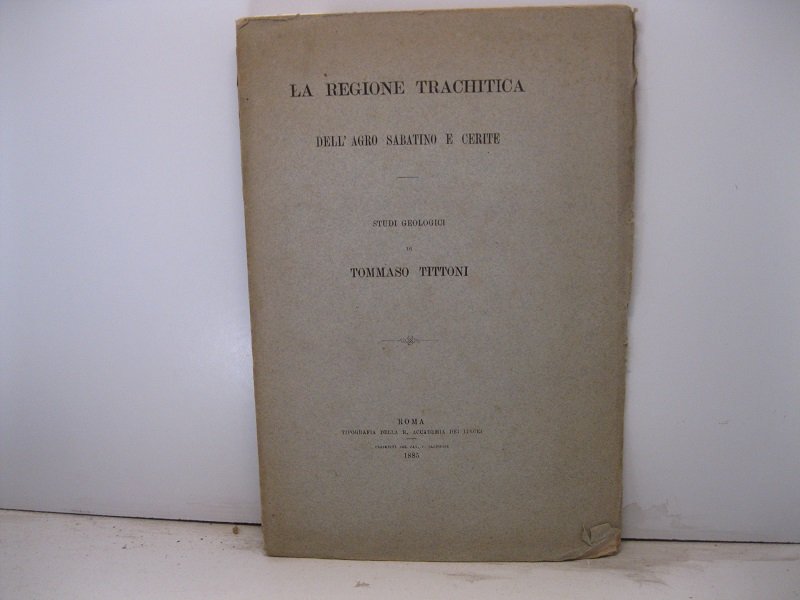 LA REGIONE TRACHITICA
DELL' AGRO SABATINO E CERITE
STUDI GEOLOGICI
DI
TOMMASO TITTONI
ROMA
TIPOGRAFIA DELLA R. ACCADEMIA DEI LINCEI
1885